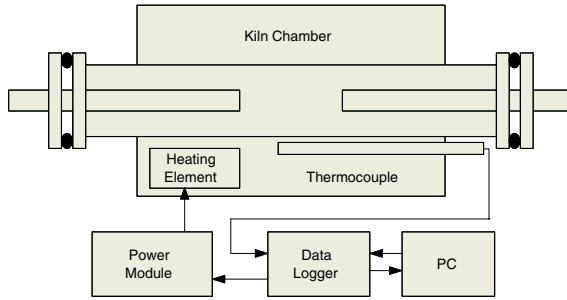 Kiln Chamber
Heating
Element
Thermocouple
Power
Module
Data
Logger
PC